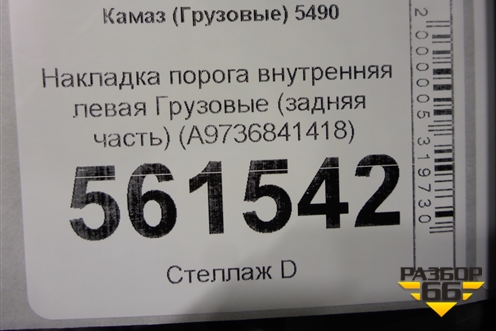 Камаз (Грузовые) 5490
Накладка порога внутренняя
левая Грузовые (задняя
часть) (A9736841418)
561542
Стеллаж D
2000005319730
РАЗБОР
66